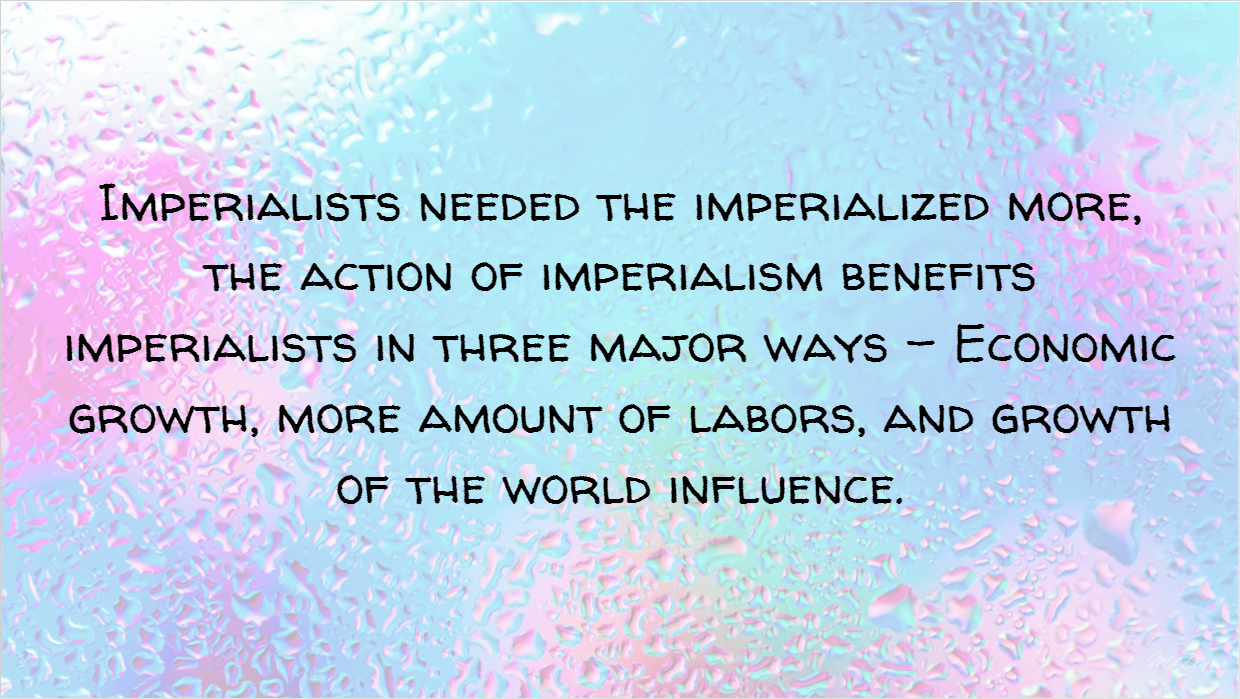 Imperialists needed the imperialized more,
the action of imperialism benefits
imperialists in three major ways – Economic
growth, more amount of labors, and growth
of the world influence.